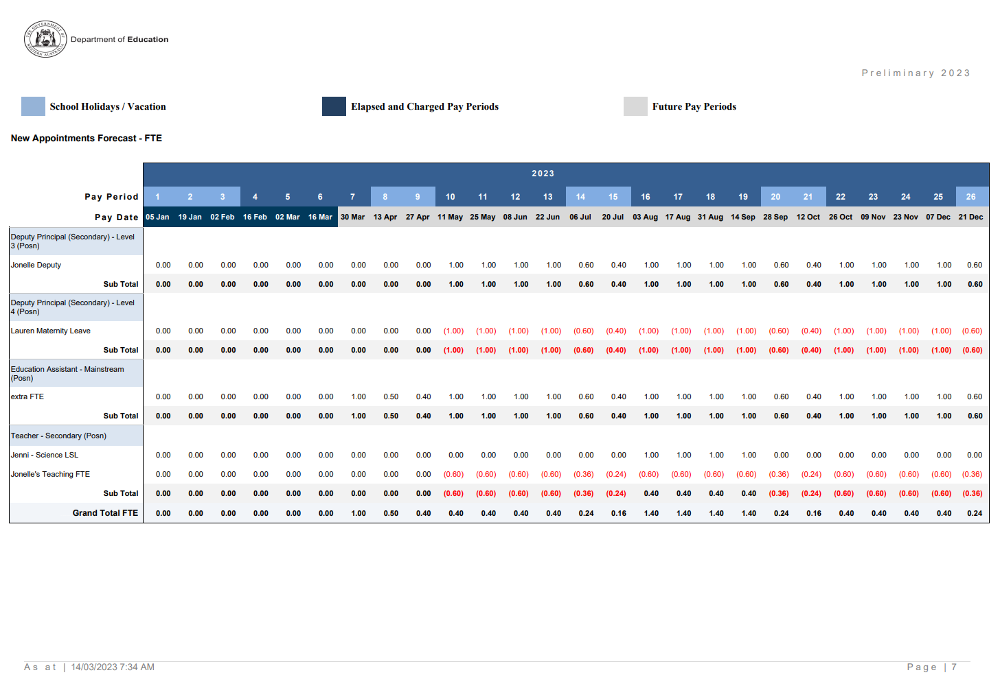 THE GOVERNMENT OF
WESTERN AUSTRALIA
Department of Education
Preliminary 2023
School Holidays / Vacation
Elapsed and Charged Pay Periods
Future Pay Periods
New Appointments Forecast - FTE
2023
Pay Period 1 2 3 4 5 6 7 8 9 10 11 12 13 14 15 16 17 18 19 20 21 22 23 24 25 26
Pay Date 05 Jan 19 Jan 02 Feb 16 Feb 02 Mar 16 Mar 30 Mar 13 Apr 27 Apr 11 May 25 May 08 Jun 22 Jun 06 Jul 20 Jul 03 Aug 17 Aug 31 Aug 14 Sep 28 Sep 12 Oct 26 Oct 09 Nov 23 Nov 07 Dec 21 Dec
Deputy Principal (Secondary) - Level
3 (Posn)
Jonelle Deputy 0.00 0.00 0.00 0.00 0.00 0.00 0.00 0.00 0.00 1.00 1.00 1.00 1.00 0.60 0.40 1.00 1.00 1.00 1.00 0.60 0.40 1.00 1.00 1.00 1.00 0.60
Sub Total 0.00 0.00 0.00 0.00 0.00 0.00 0.00 0.00 0.00 1.00 1.00 1.00 1.00 0.60 0.40 1.00 1.00 1.00 1.00 0.60 0.40 1.00 1.00 1.00 1.00 0.60
Deputy Principal (Secondary) - Level
4 (Posn)
Lauren Maternity Leave 0.00 0.00 0.00 0.00 0.00 0.00 0.00 0.00 0.00 (1.00) (1.00) (1.00) (1.00) (0.60) (0.40) (1.00) (1.00) (1.00) (1.00) (0.60) (0.40) (1.00) (1.00) (1.00) (1.00) (0.60)
Sub Total 0.00 0.00 0.00 0.00 0.00 0.00 0.00 0.00 0.00 (1.00) (1.00) (1.00) (1.00) (0.60) (0.40) (1.00) (1.00) (1.00) (1.00) (0.60) (0.40) (1.00) (1.00) (1.00) (1.00) (0.60)
Education Assistant - Mainstream
(Posn)
extra FTE 0.00 0.00 0.00 0.00 0.00 0.00 1.00 0.50 0.40 1.00 1.00 1.00 1.00 0.60 0.40 1.00 1.00 1.00 1.00 0.60 0.40 1.00 1.00 1.00 1.00 0.60
Sub Total 0.00 0.00 0.00 0.00 0.00 0.00 1.00 0.50 0.40 1.00 1.00 1.00 1.00 0.60 0.40 1.00 1.00 1.00 1.00 0.60 0.40 1.00 1.00 1.00 1.00 0.60
Teacher - Secondary (Posn)
Jenni - Science LSL 0.00 0.00 0.00 0.00 0.00 0.00 0.00 0.00 0.00 0.00 0.00 0.00 0.00 0.00 0.00 1.00 1.00 1.00 1.00 0.00 0.00 0.00 0.00 0.00 0.00 0.00
Jonelle's Teaching FTE 0.00 0.00 0.00 0.00 0.00 0.00 0.00 0.00 0.00 (0.60) (0.60) (0.60) (0.60) (0.36) (0.24) (0.60) (0.60) (0.60) (0.60) (0.36) (0.24) (0.60) (0.60) (0.60) (0.60) (0.36)
Sub Total 0.00 0.00 0.00 0.00 0.00 0.00 0.00 0.00 0.00 (0.60) (0.60) (0.60) (0.60) (0.36) (0.24) 0.40 0.40 0.40 0.40 (0.36) (0.24) (0.60) (0.60) (0.60) (0.60) (0.36)
Grand Total FTE 0.00 0.00 0.00 0.00 0.00 0.00 1.00 0.50 0.40 0.40 0.40 0.40 0.40 0.24 0.16 1.40 1.40 1.40 1.40 0.24 0.16 0.40 0.40 0.40 0.40 0.24
As at | 14/03/2023 7:34 AM
Page | 7